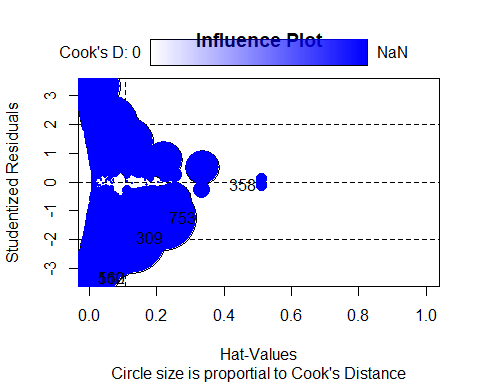 Influence Plot
Cook's D: 0
NaN
Studentized Residuals
3
2
1
0
-1
-2
-3
358
753
309
0.0 0.2 0.4 0.6 0.8 1.0
Hat-Values
Circle size is proportial to Cook's Distance